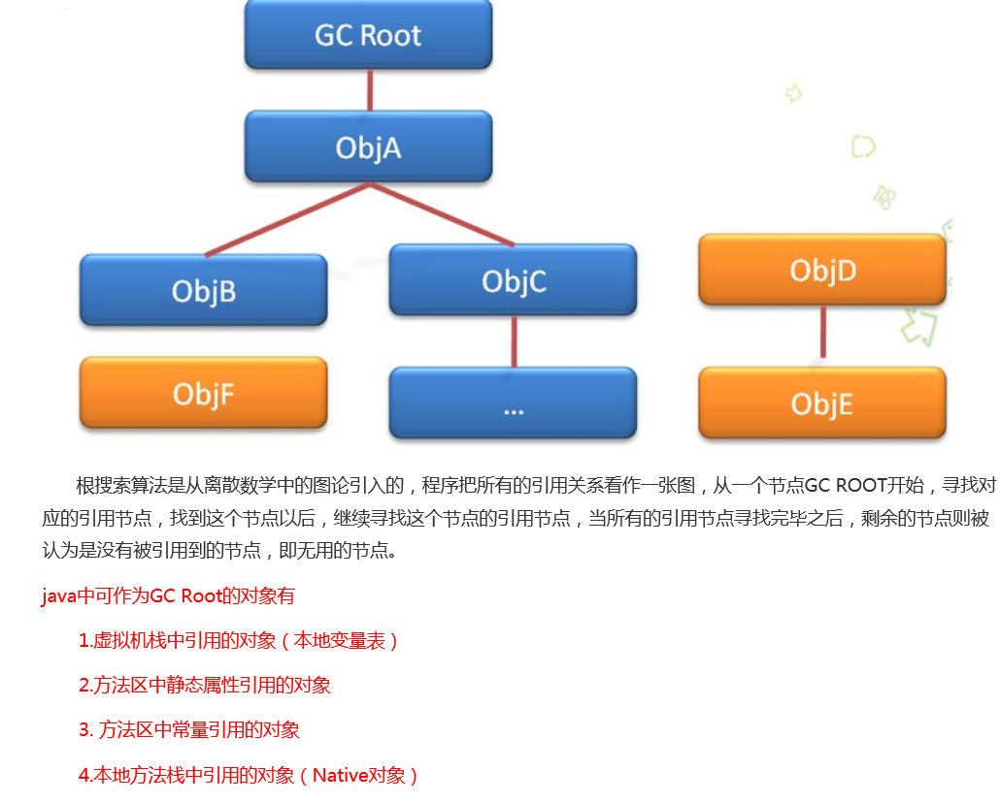 GC Root
ObjA
ObjB
ObjC
ObjD
ObjF
...
ObjE
根搜索算法是从离散数学中的图论引入的，程序把所有的引用关系看作一张图，从一个节点GC ROOT开始，寻找对
应的引用节点，找到这个节点以后，继续寻找这个节点的引用节点，当所有的引用节点寻找完毕之后，剩余的节点则被
认为是没有被引用到的节点，即无用的节点。
java中可作为GC Root的对象有
1.虚拟机栈中引用的对象（本地变量表）
2.方法区中静态属性引用的对象
3. 方法区中常量引用的对象
4.本地方法栈中引用的对象（Native对象）